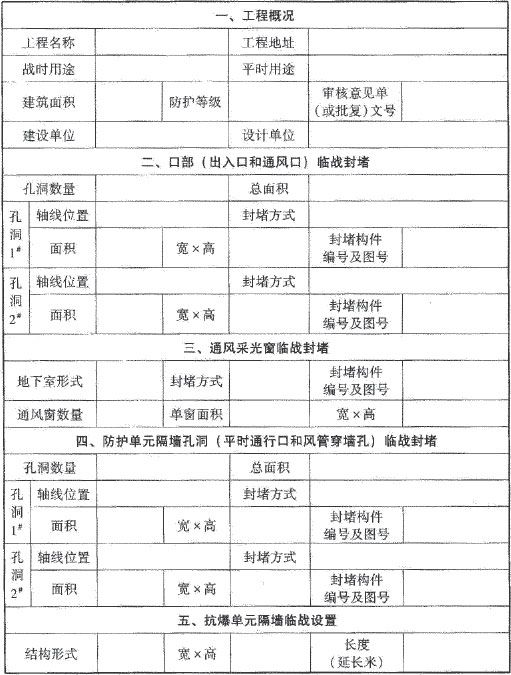 一、工程概况
工程名称 工程地址
战时用途 平时用途
建筑面积 防护等级 审核意见单
(或批复)文号
建设单位 设计单位
二、口部（出入口和通风口）临战封堵
孔洞数量 总面积
孔洞1# 轴线位置 封堵方式
面积 宽×高 封堵构件
编号及图号
孔洞2# 轴线位置 封堵方式
面积 宽×高 封堵构件
编号及图号
三、通风采光窗临战封堵
地下室形式 封堵方式 封堵构件
编号及图号
通风窗数量 单窗面积 宽×高
四、防护单元隔墙孔洞（平时通行口和风管穿墙孔）临战封堵
孔洞数量 总面积
孔洞1# 轴线位置 封堵方式
面积 宽×高 封堵构件
编号及图号
孔洞2# 轴线位置 封堵方式
面积 宽×高 封堵构件
编号及图号
五、抗爆单元隔墙临战设置
结构形式 宽×高 长度
(延长米)